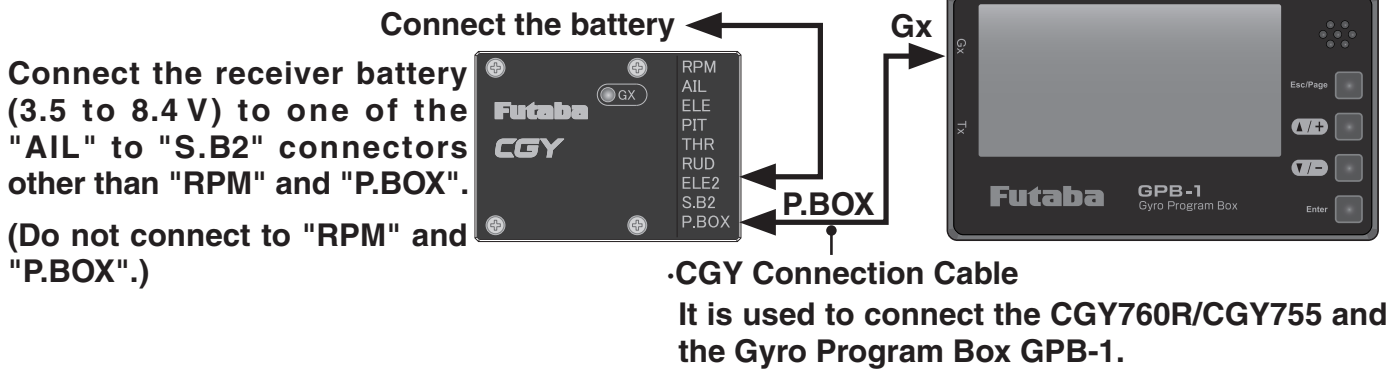 Connect the battery
Gx
Connect the receiver battery
(3.5 to 8.4 V) to one of the
"AIL" to "S.B2" connectors
other than "RPM" and "P.BOX".
(Do not connect to "RPM" and
"P.BOX".)
GX
Futaba
CGY
RPM
AIL
ELE
PIT
THR
RUD
ELE2
S.B2
P.BOX
P.BOX
Gx
Tx
Esc/Page
▲/+
▼/−
Enter
Futaba
GPB-1
Gyro Program Box
·CGY Connection Cable
It is used to connect the CGY760R/CGY755 and
the Gyro Program Box GPB-1.